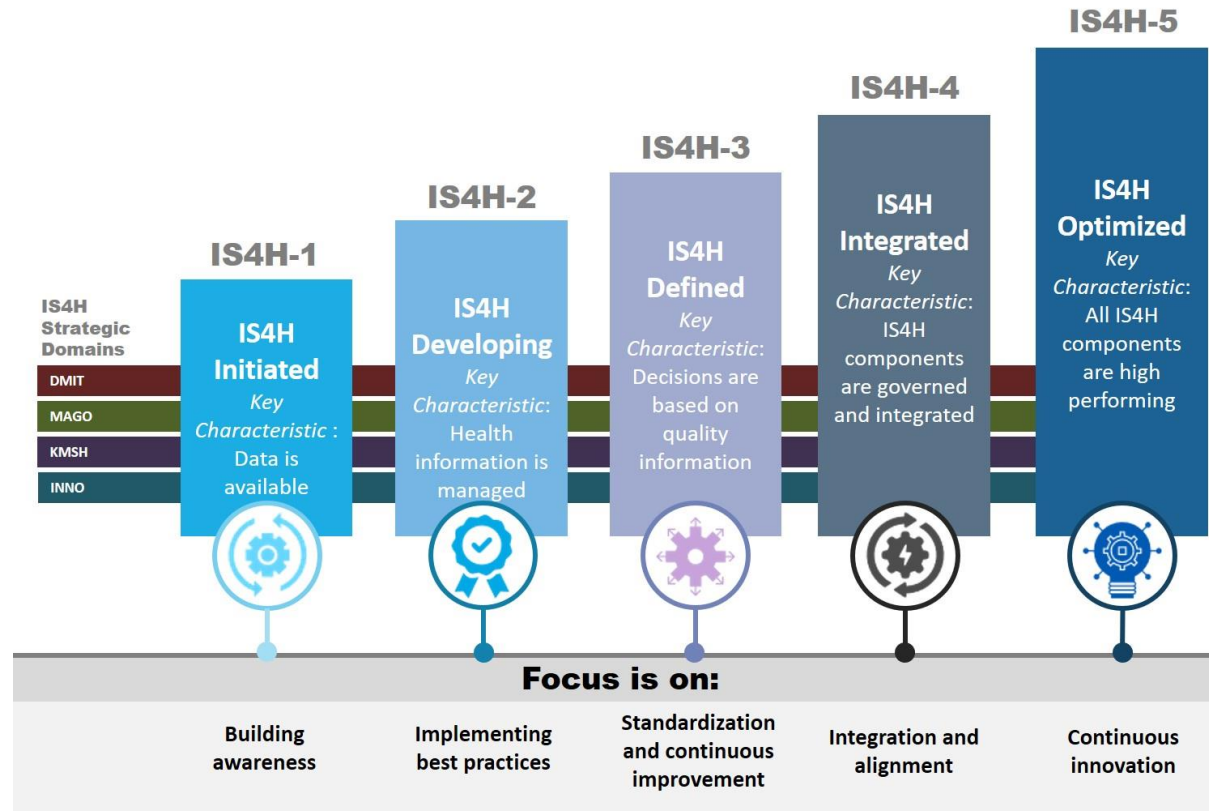 IS4H-1
IS4H
Initiated
Key
Characteristic :
Data is
available
IS4H-2
IS4H
Developing
Key
Characteristic:
Health
information is
managed
IS4H-3
IS4H
Defined
Key
Characteristic:
Decisions are
based on
quality
information
IS4H-4
IS4H
Integrated
Key
Characteristic:
IS4H
components
are governed
and integrated
IS4H-5
IS4H
Optimized
Key
Characteristic:
All IS4H
components
are high
performing
IS4H
Strategic
Domains
DMIT
MAGO
KMSH
INNO
Focus is on:
Building
awareness
Implementing
best practices
Standardization
and continuous
improvement
Integration and
alignment
Continuous
innovation